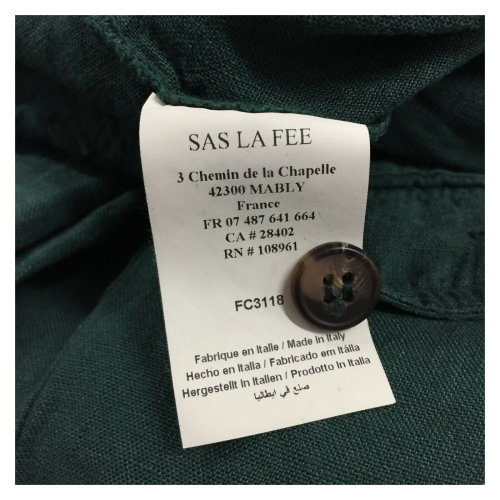 SAS LA FEE
3 Chemin de la Chapelle
42300 MABLY
France
FR 07 487 641 664
CA # 28402
RN # 108961
FC3118
Fabrique en Italie / Made In Italy
Hecho en Italia / Fabricado em Itália
Hergestellt In Italien / Prodotto In Italia
صنع في ايطاليا